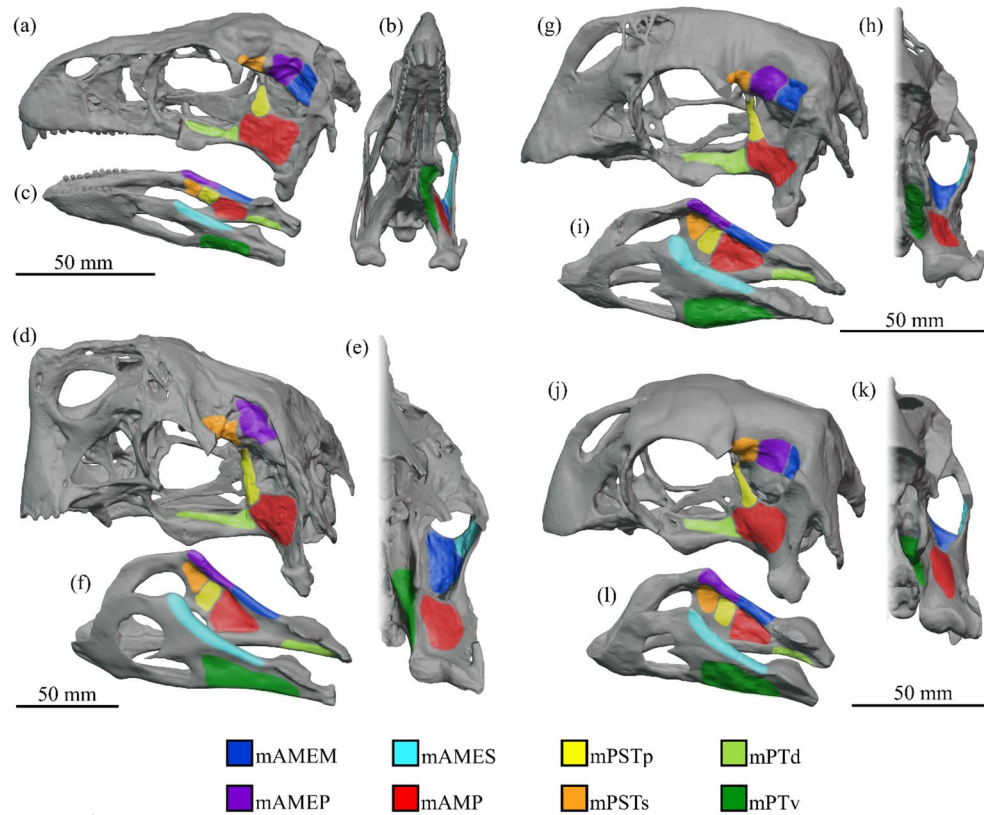 (a)
(b)
(g)
(h)
(c)
50 mm
(i)
50 mm
(d)
(e)
(j)
(k)
(f)
(l)
50 mm
50 mm
mAMEM
mAMES
mPSTp
mPTd
mAMEP
mAMP
mPSTs
mPTv